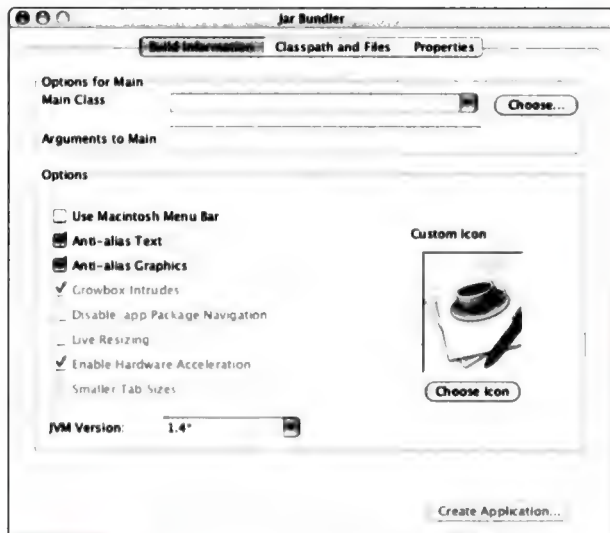 Jar Bundler
Build Information Classpath and Files Properties
Options for Main
Main Class
Choose...
Arguments to Main
Options
Use Macintosh Menu Bar
Anti-alias Text
Custom Icon
Anti-alias Graphics
Growbox Intrudes
Disable .app Package Navigation
Live Resizing
Enable Hardware Acceleration
Smaller Tab Sizes
Choose Icon
JVM Version: 1.4*
Create Application...